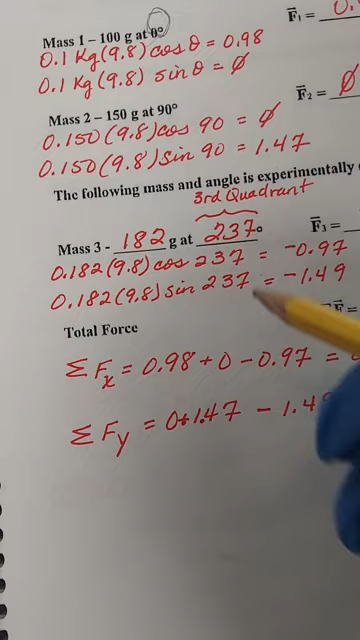 Mass 1 – 100 g at 0°
F₁ =
0.1 Kg(9.8) cos θ = 0.98
0.1 Kg(9.8) sin θ = ∅
Mass 2 – 150 g at 90°
F₂ = ∅
0.150(9.8)cos 90 = ∅
0.150(9.8)sin 90 = 1.47
The following mass and angle is experimentally
3rd Quadrant
Mass 3 - 182 g at 237°
F₃ =
0.182(9.8)cos 237 = -0.97
0.182(9.8)sin 237 = -1.49
Total Force
Σ Fx = 0.98 + 0 - 0.97 =
Σ Fy = 0+1.47 - 1.49